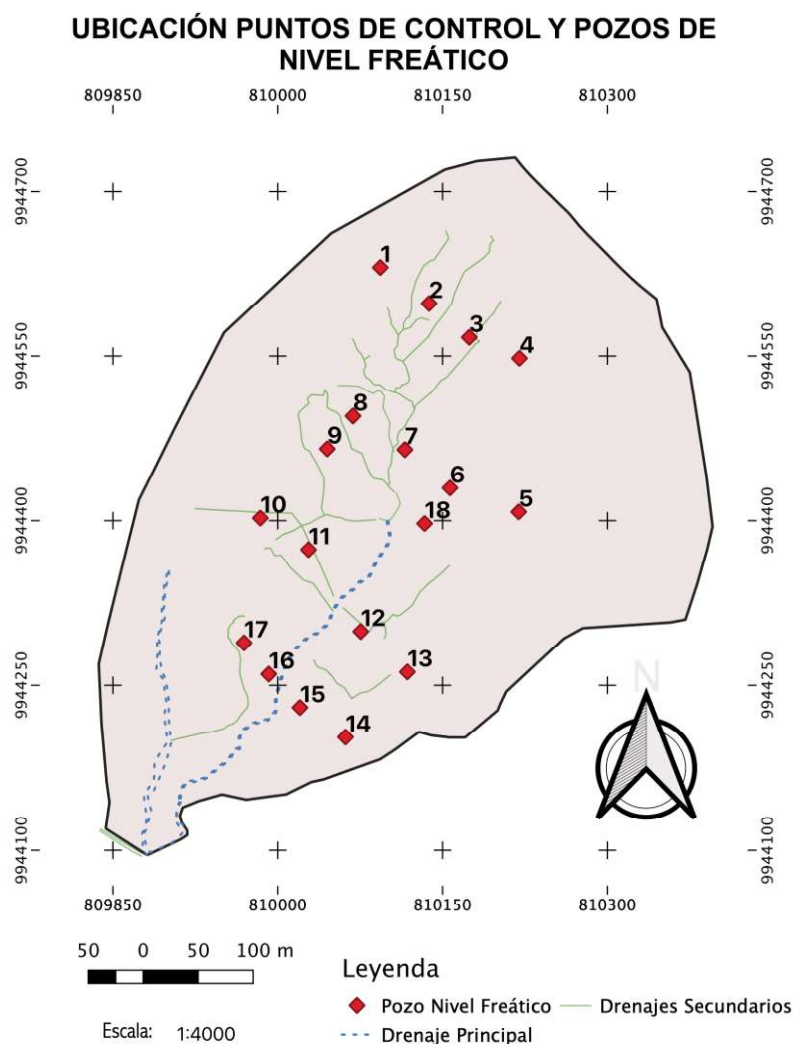 UBICACIÓN PUNTOS DE CONTROL Y POZOS DE
NIVEL FREÁTICO
809850 810000 810150 810300
9944700 9944700
1
2
3
9944550 4 9944550
8
9 7
6
10 18 5
9944400 9944400
11
12
17
13
16
9944250 9944250
15
14
N
9944100 9944100
809850 810000 810150 810300
50 0 50 100 m
Leyenda
Pozo Nivel Freático Drenajes Secundarios
Escala: 1:4000
Drenaje Principal